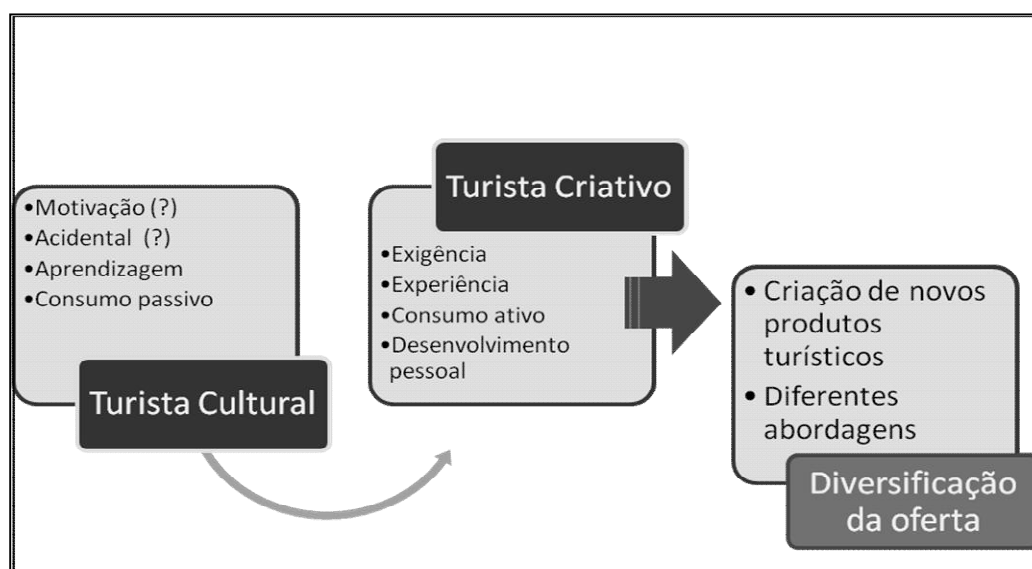 •Motivação (?)
•Acidental (?)
•Aprendizagem
•Consumo passivo
Turista Cultural
Turista Criativo
•Exigência
•Experiência
•Consumo ativo
•Desenvolvimento
pessoal
• Criação de novos
produtos
turísticos
• Diferentes
abordagens
Diversificação
da oferta